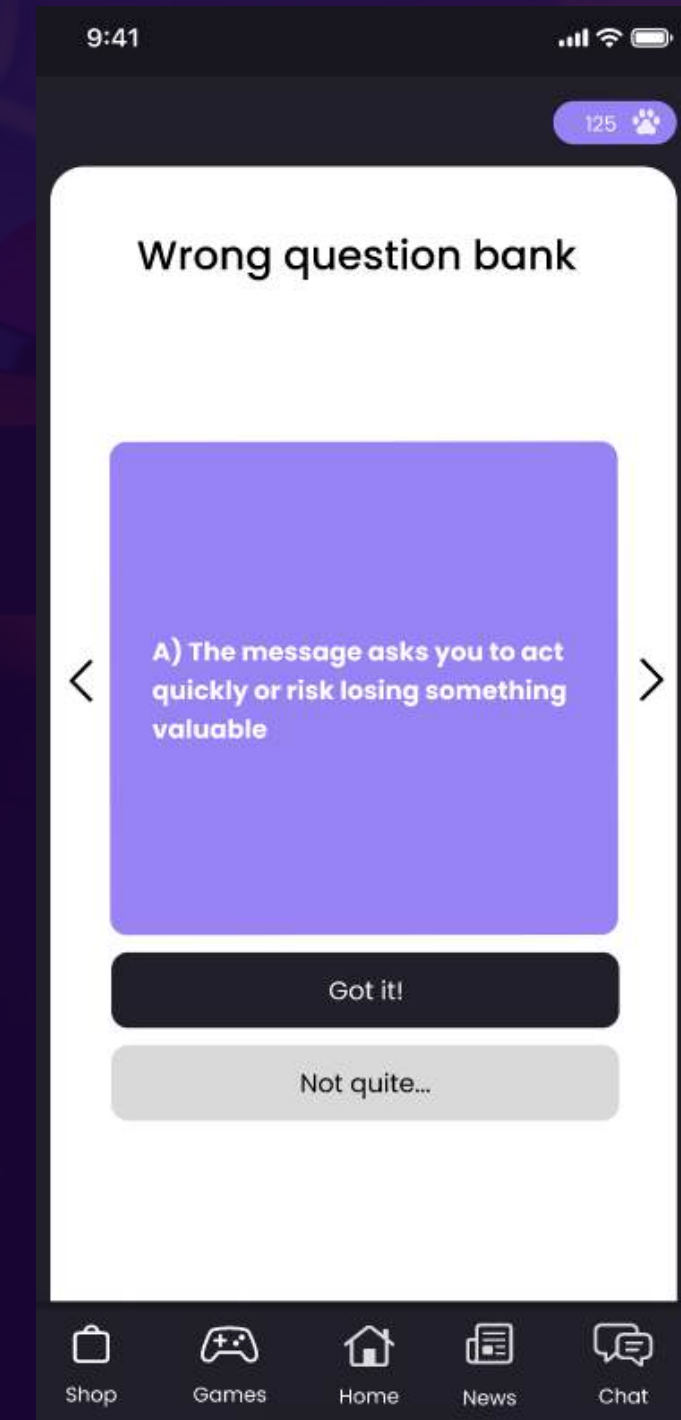 9:41
125
Wrong question bank
A) The message asks you to act
quickly or risk losing something
valuable
Got it!
Not quite...
Shop Games Home News Chat